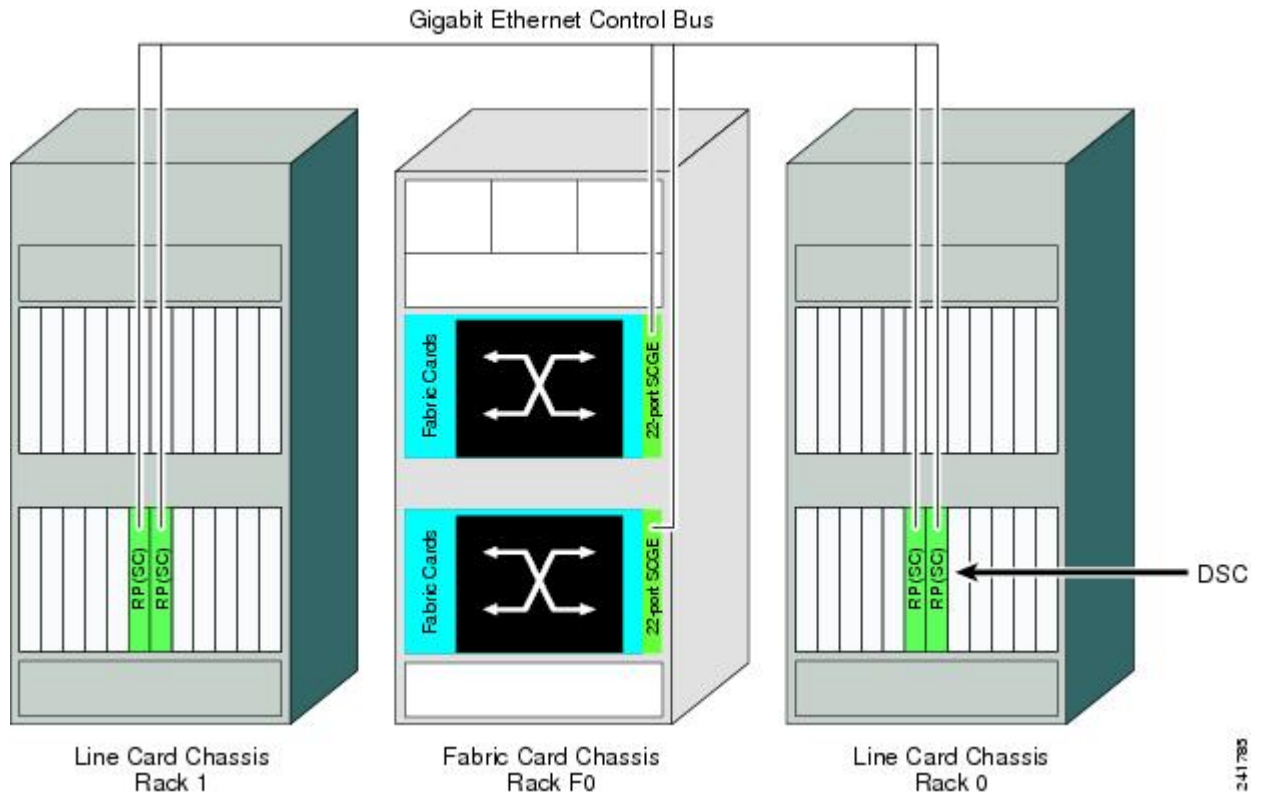 Gigabit Ethernet Control Bus
Fabric Cards
22-port SCGE
Fabric Cards
22-port SCGE
RP (SC)
RP (SC)
RP (SC)
RP (SC)
DSC
Line Card Chassis
Rack 1
Fabric Card Chassis
Rack F0
Line Card Chassis
Rack 0
241785